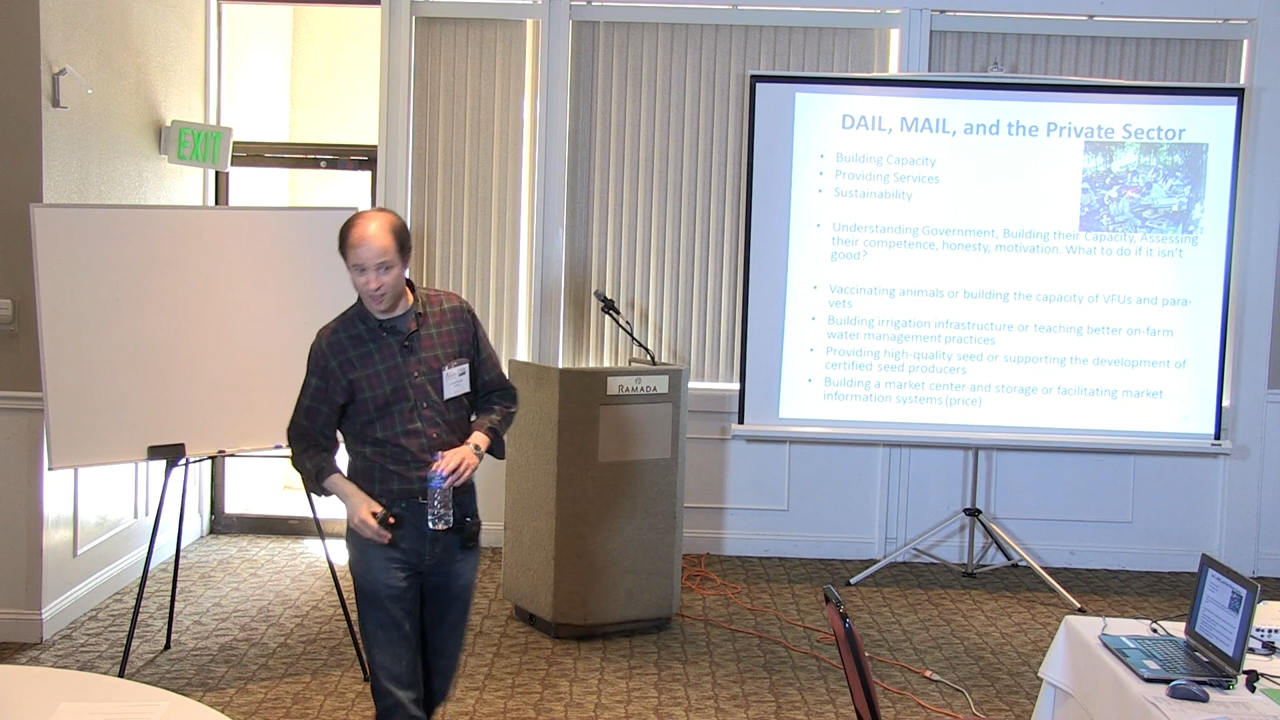 EXIT
RAMADA
DAIL, MAIL, and the Private Sector
• Building Capacity
• Providing Services
• Sustainability
• Understanding Government, Building their Capacity, Assessing
their competence, honesty, motivation. What to do if it isn't
good?
• Vaccinating animals or building the capacity of VFUs and para-
vets
• Building irrigation infrastructure or teaching better on-farm
water management practices
• Providing high-quality seed or supporting the development of
certified seed producers
• Building a market center and storage or facilitating market
information systems (price)